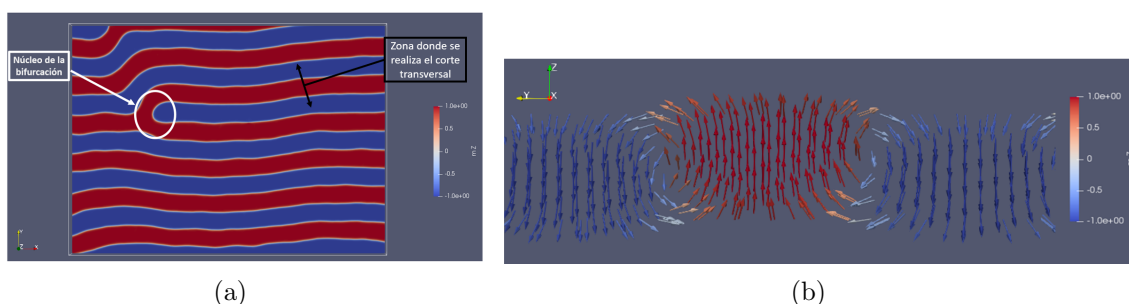 Núcleo de la
bifurcación
Zona donde se
realiza el corte
transversal
1.0e+00
0.5
0
-0.5
-1.0e+00
m Z
Y
Z
X
(a)
Z
Y
X
1.0e+00
0.5
0
-0.5
-1.0e+00
(b)